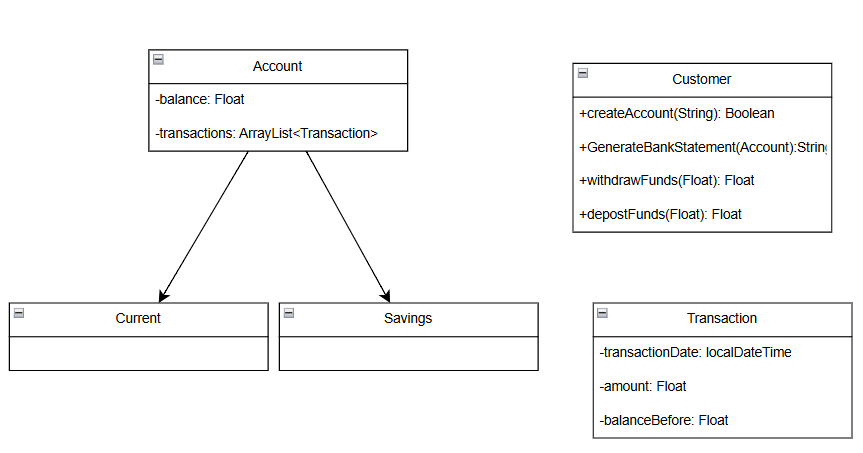 Account
-balance: Float
-transactions: ArrayList<Transaction>
Customer
+createAccount(String): Boolean
+GenerateBankStatement(Account):String
+withdrawFunds(Float): Float
+depostFunds(Float): Float
Current
Savings
Transaction
-transactionDate: localDateTime
-amount: Float
-balanceBefore: Float